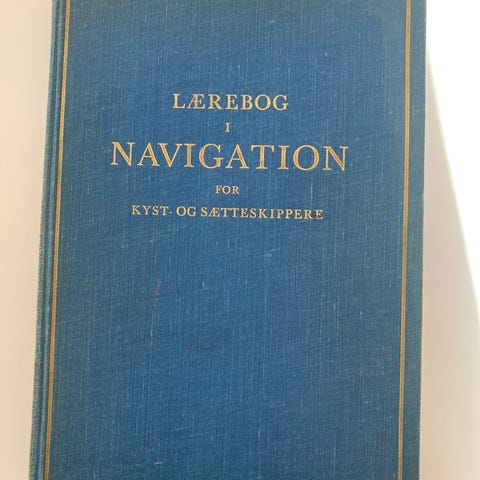 LÆREBOG
I
NAVIGATION
FOR
KYST- OG SÆTTESKIPPERE